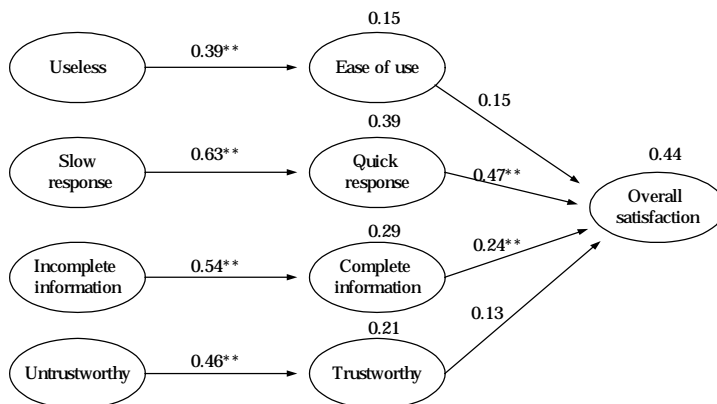 0.15
Useless
0.39**
Ease of use
0.15
0.39
Slow
response
0.63**
Quick
response
0.47**
0.44
Overall
satisfaction
0.29
Incomplete
information
0.54**
Complete
information
0.24**
0.21
0.13
Untrustworthy
0.46**
Trustworthy